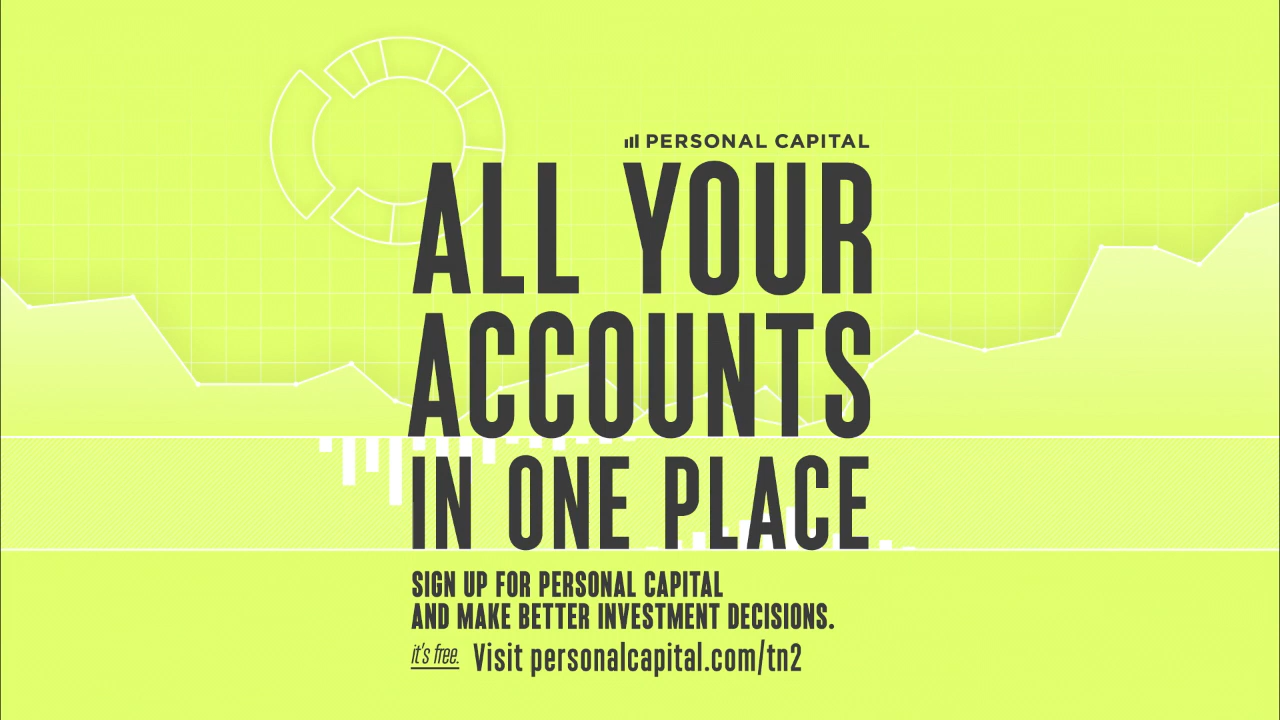 PERSONAL CAPITAL
ALL YOUR
ACCOUNTS
IN ONE PLACE
SIGN UP FOR PERSONAL CAPITAL
AND MAKE BETTER INVESTMENT DECISIONS.
it's free. Visit personalcapital.com/tn2